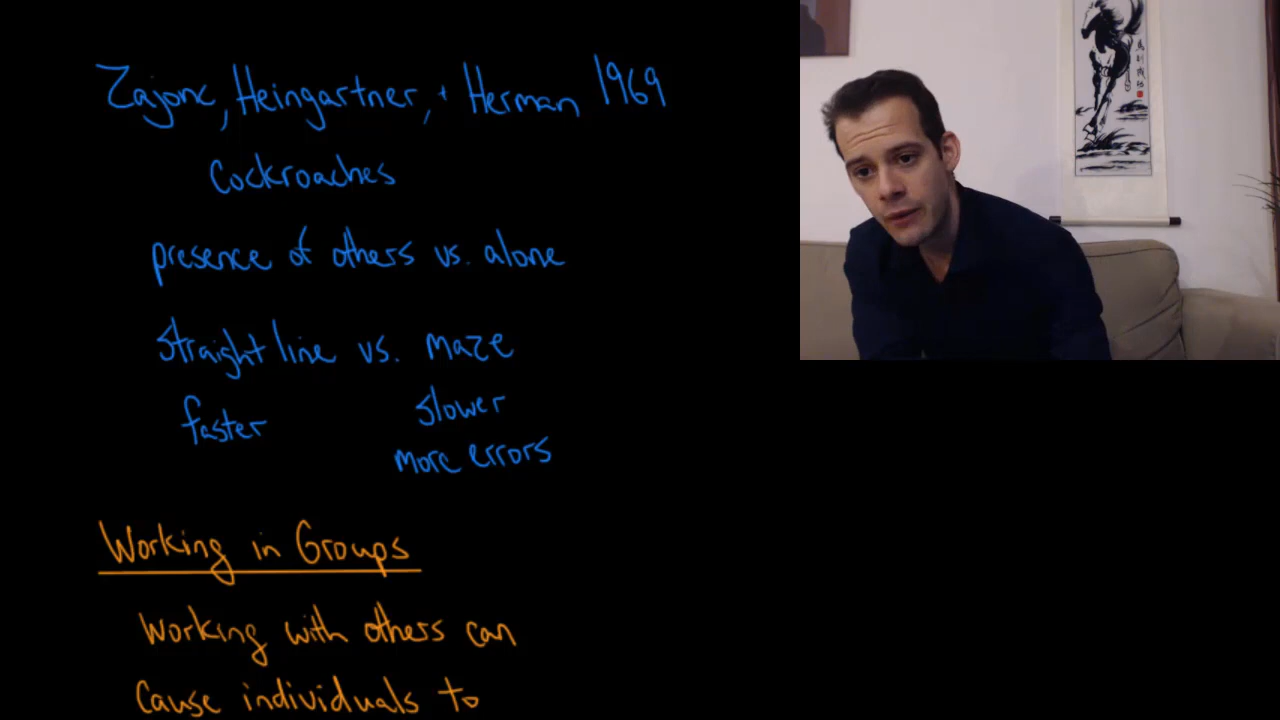 Zajonc, Heingartner, + Herman 1969
Cockroaches
presence of others vs. alone
straight line vs. maze
faster
slower
more errors
Working in Groups
Working with others can
cause individuals to